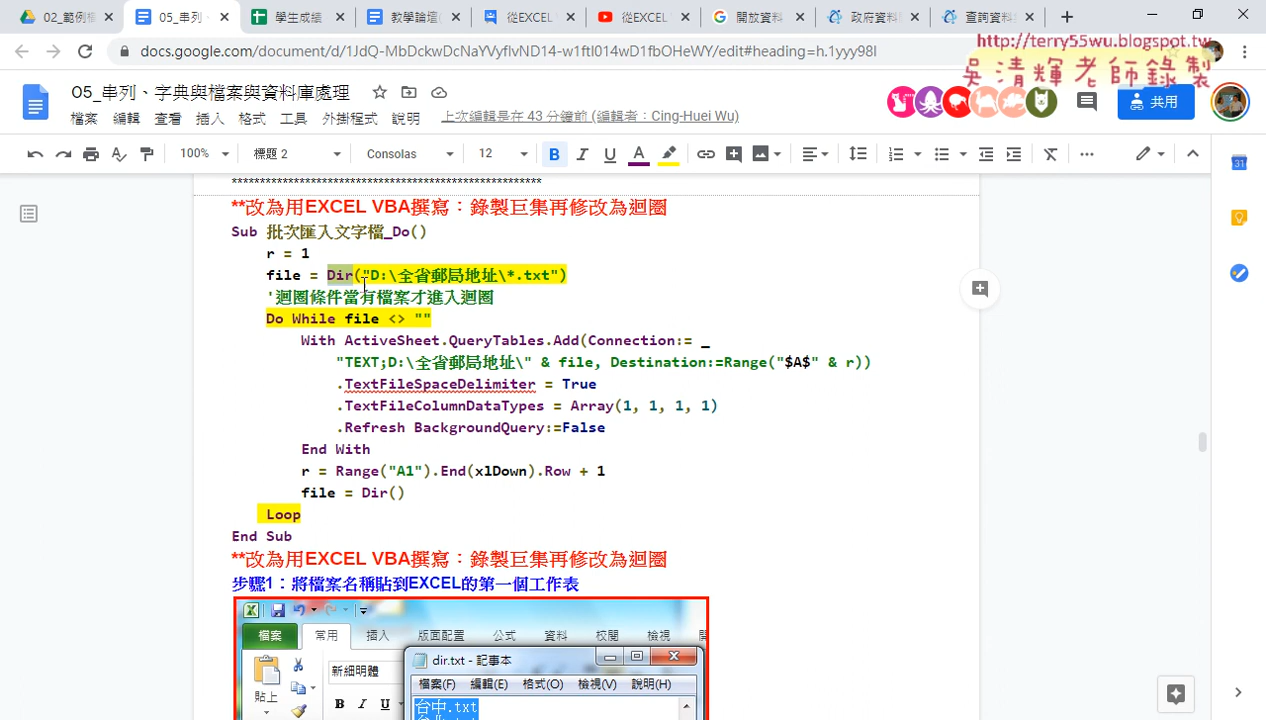 02_範例檔
05_串列、
學生成績
教學論壇(
從EXCEL
從EXCEL
開放資料
政府資料
查詢資料
docs.google.com/document/d/1JdQ-MbDckwDcNaYVyfIvND14-w1ftI014wD1fbOHeWY/edit#heading=h.1yyy98l
http://terry55wu.blogspot.tw
吳清輝老師錄製
05_串列、字典與檔案與資料庫處理
共用
檔案 編輯 查看 插入 格式 工具 外掛程式 說明 上次編輯是在 43 分鐘前 (編輯者：Cing-Huei Wu)
100% 標題 2 Consolas 12 B I U A
*******************************************************
**改為用EXCEL VBA撰寫：錄製巨集再修改為迴圈
Sub 批次匯入文字檔_Do()
r = 1
file = Dir("D:\全省郵局地址\*.txt")
'迴圈條件當有檔案才進入迴圈
Do While file <> ""
With ActiveSheet.QueryTables.Add(Connection:= _
"TEXT;D:\全省郵局地址\" & file, Destination:=Range("$A$" & r))
.TextFileSpaceDelimiter = True
.TextFileColumnDataTypes = Array(1, 1, 1, 1)
.Refresh BackgroundQuery:=False
End With
r = Range("A1").End(xlDown).Row + 1
file = Dir()
Loop
End Sub
**改為用EXCEL VBA撰寫：錄製巨集再修改為迴圈
步驟1：將檔案名稱貼到EXCEL的第一個工作表
檔案 常用 插入 版面配置 公式 資料 校閱 檢視
dir.txt - 記事本
檔案(F) 編輯(E) 格式(O) 檢視(V) 說明(H)
新細明體
貼上
B I U
台中.txt
31